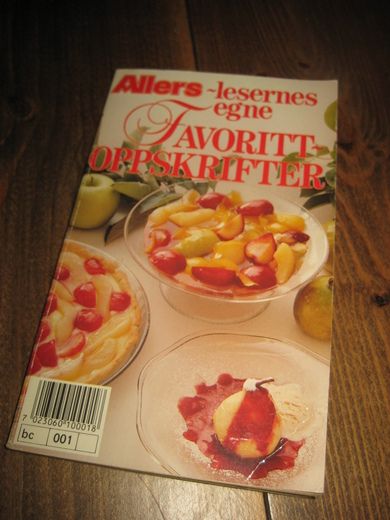 Allers-lesernes
egne
FAVORITT-
OPPSKRIFTER
7 023060 100018
bc 001